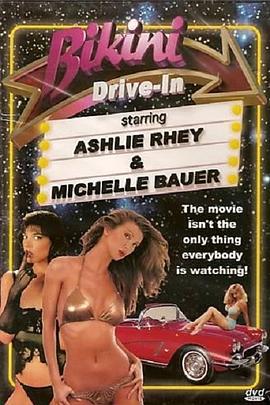 Bikini
Drive-In
starring
ASHLIE RHEY
&
MICHELLE BAUER
The movie
isn't the
only thing
everybody
is watching!
dvd